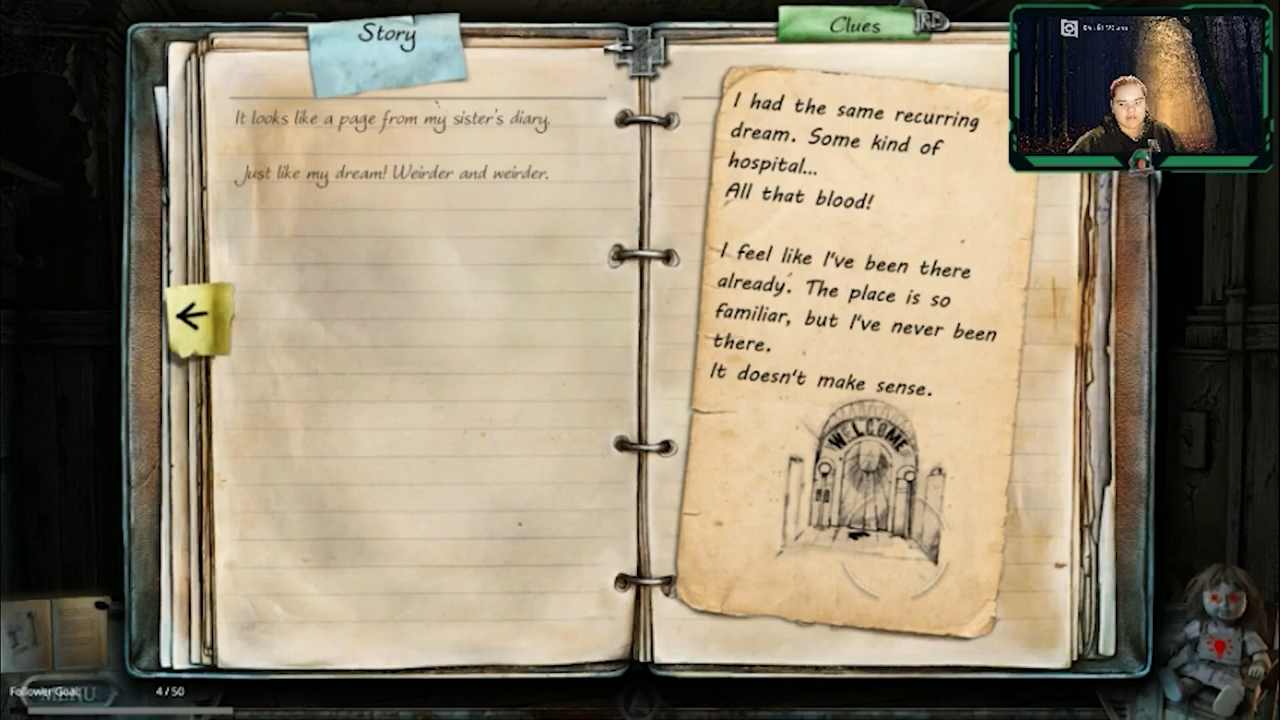 Story
Clues
It looks like a page from my sister's diary.
Just like my dream! Weirder and weirder.
I had the same recurring
dream. Some kind of
hospital...
All that blood!
I feel like I've been there
already. The place is so
familiar, but I've never been
there.
It doesn't make sense.
WELCOME
Follower Goal:
4 / 50
MENU